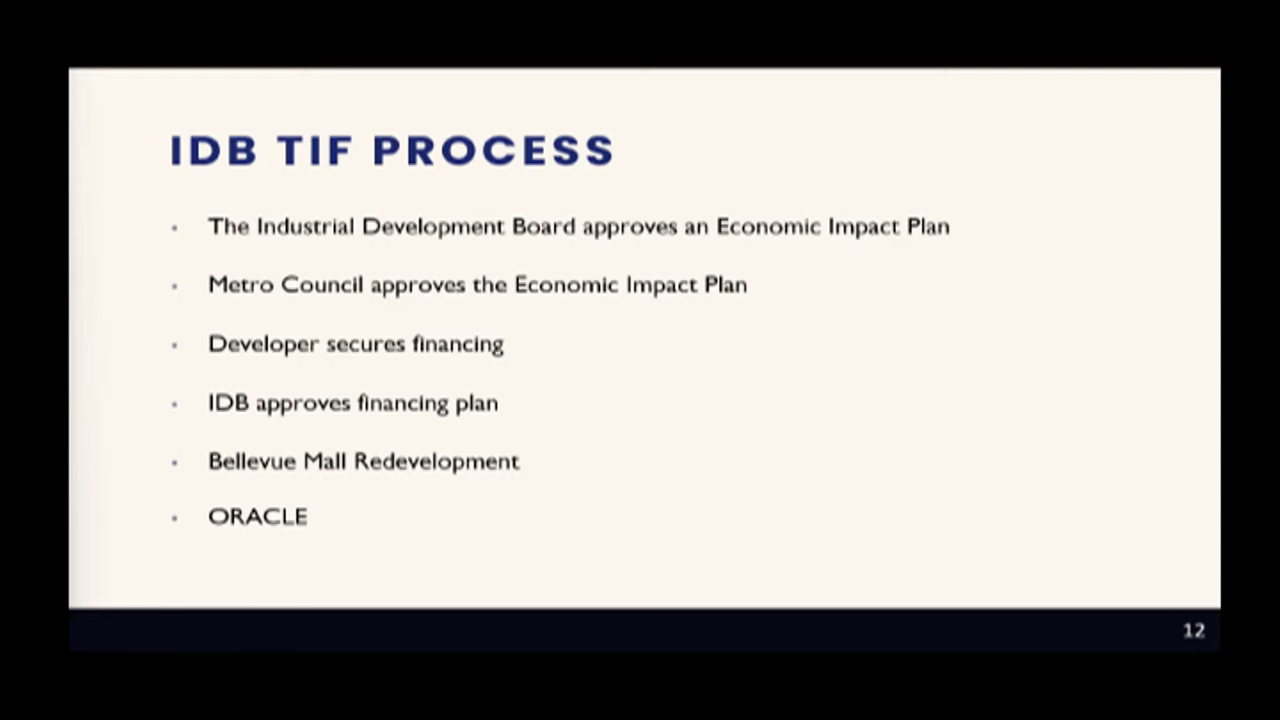 IDB TIF PROCESS
• The Industrial Development Board approves an Economic Impact Plan
• Metro Council approves the Economic Impact Plan
• Developer secures financing
• IDB approves financing plan
• Bellevue Mall Redevelopment
• ORACLE
12